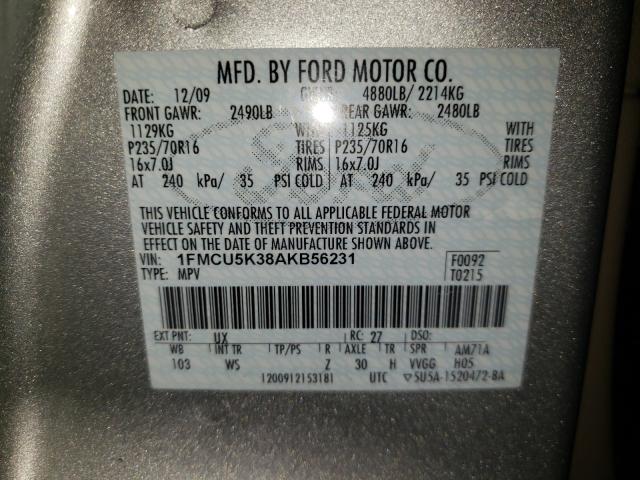 MFD. BY FORD MOTOR CO.
DATE: 12/09 GVWR: 4880LB/ 2214KG
FRONT GAWR: 2490LB REAR GAWR: 2480LB
1129KG WITH 1125KG WITH
P235/70R16 TIRES P235/70R16 TIRES
16x7.0J RIMS 16x7.0J RIMS
AT 240 kPa/ 35 PSI COLD AT 240 kPa/ 35 PSI COLD
THIS VEHICLE CONFORMS TO ALL APPLICABLE FEDERAL MOTOR
VEHICLE SAFETY AND THEFT PREVENTION STANDARDS IN
EFFECT ON THE DATE OF MANUFACTURE SHOWN ABOVE.
VIN: 1FMCU5K38AKB56231 F0092
TYPE: MPV T0215
EXT PNT: UX RC: 27 DSO:
WB INT TR TP/PS R AXLE TR SPR AM71A
103 WS Z 30 H VVGG H05
1200912153181 UTC ▽5U5A-1520472-BA